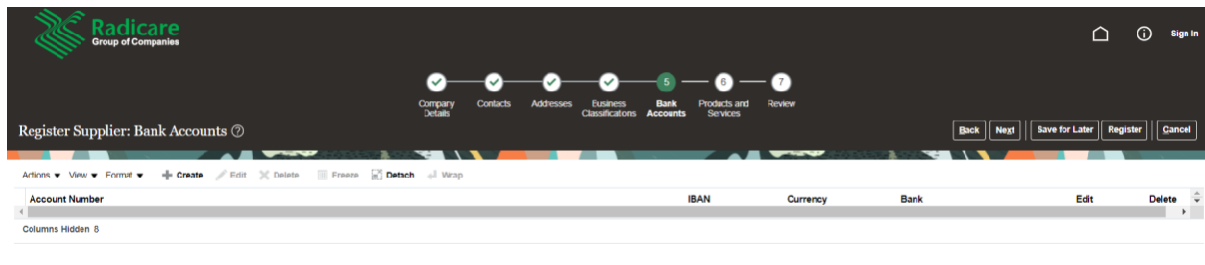 Radicare
Group of Companies
Sign In
5 6 7
Company Details
Contacts
Addresses
Business Classifications
Bank Accounts
Products and Services
Review
Register Supplier: Bank Accounts ?
Back Next Save for Later Register Cancel
Actions View Format Create Edit Delete Freeze Detach Wrap
Account Number IBAN Currency Bank Edit Delete
Columns Hidden 8